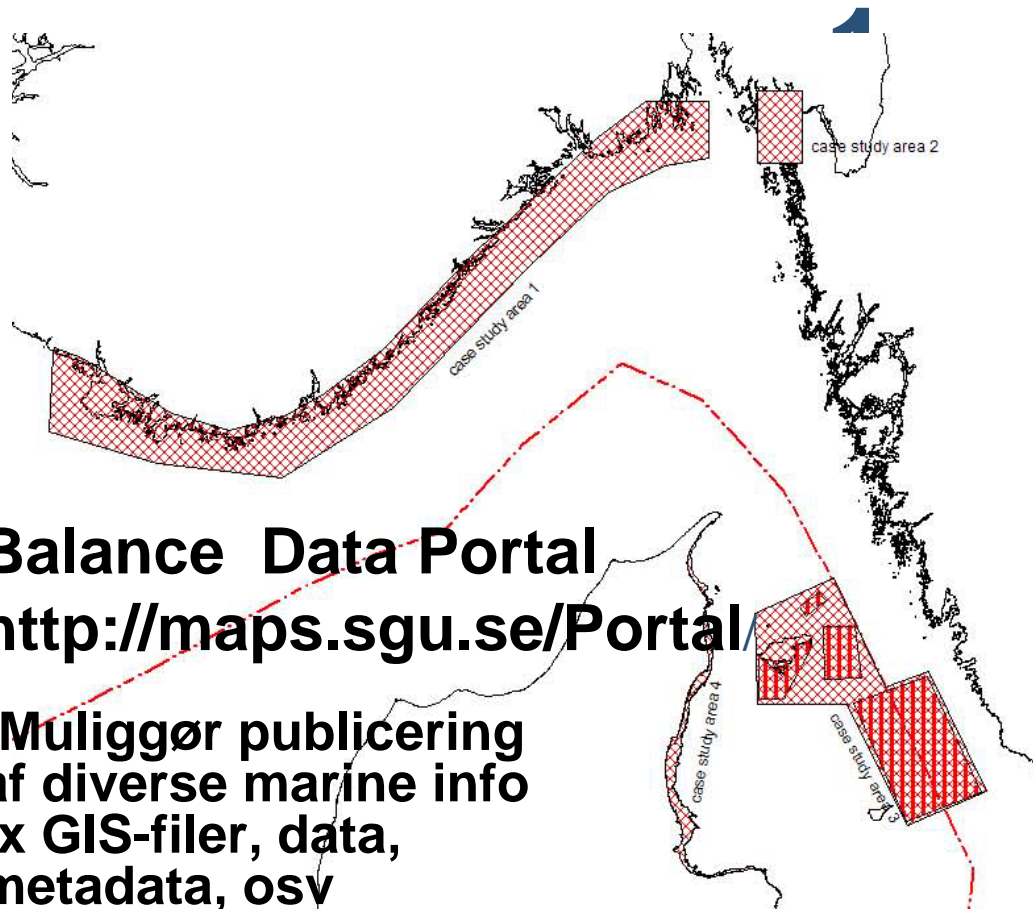 case study area 2
case study area 1
Balance Data Portal
http://maps.sgu.se/Portal/
case study area 4
case study area 3
Muliggør publicering
af diverse marine info
x GIS-filer, data,
metadata, osv